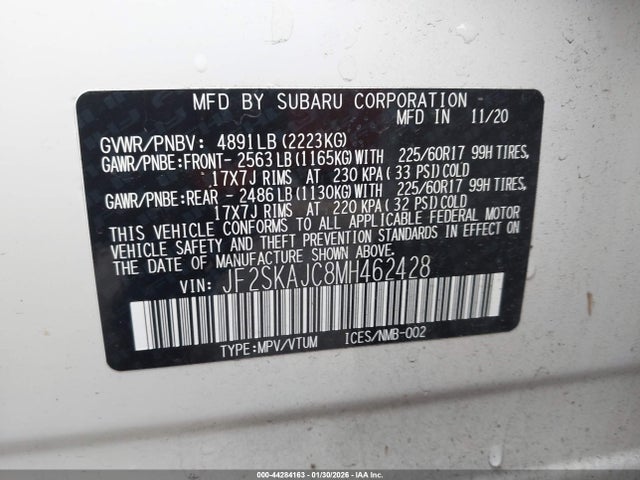 MFD BY SUBARU CORPORATION
MFD IN 11/20
GVWR/PNBV: 4891LB(2223KG)
GAWR/PNBE:FRONT- 2563LB(1165KG)WITH 225/60R17 99H TIRES,
17X7J RIMS AT 230 KPA(33 PSI)COLD
GAWR/PNBE:REAR - 2486LB(1130KG)WITH 225/60R17 99H TIRES,
17X7J RIMS AT 220 KPA(32 PSI)COLD
THIS VEHICLE CONFORMS TO ALL APPLICABLE FEDERAL MOTOR
VEHICLE SAFETY AND THEFT PREVENTION STANDARDS IN EFFECT ON
THE DATE OF MANUFACTURE SHOWN ABOVE.
VIN: JF2SKAJC8MH462428
TYPE:MPV/VTUM ICES/NMB-002
000-44284163 - 01/30/2026 - IAA Inc.